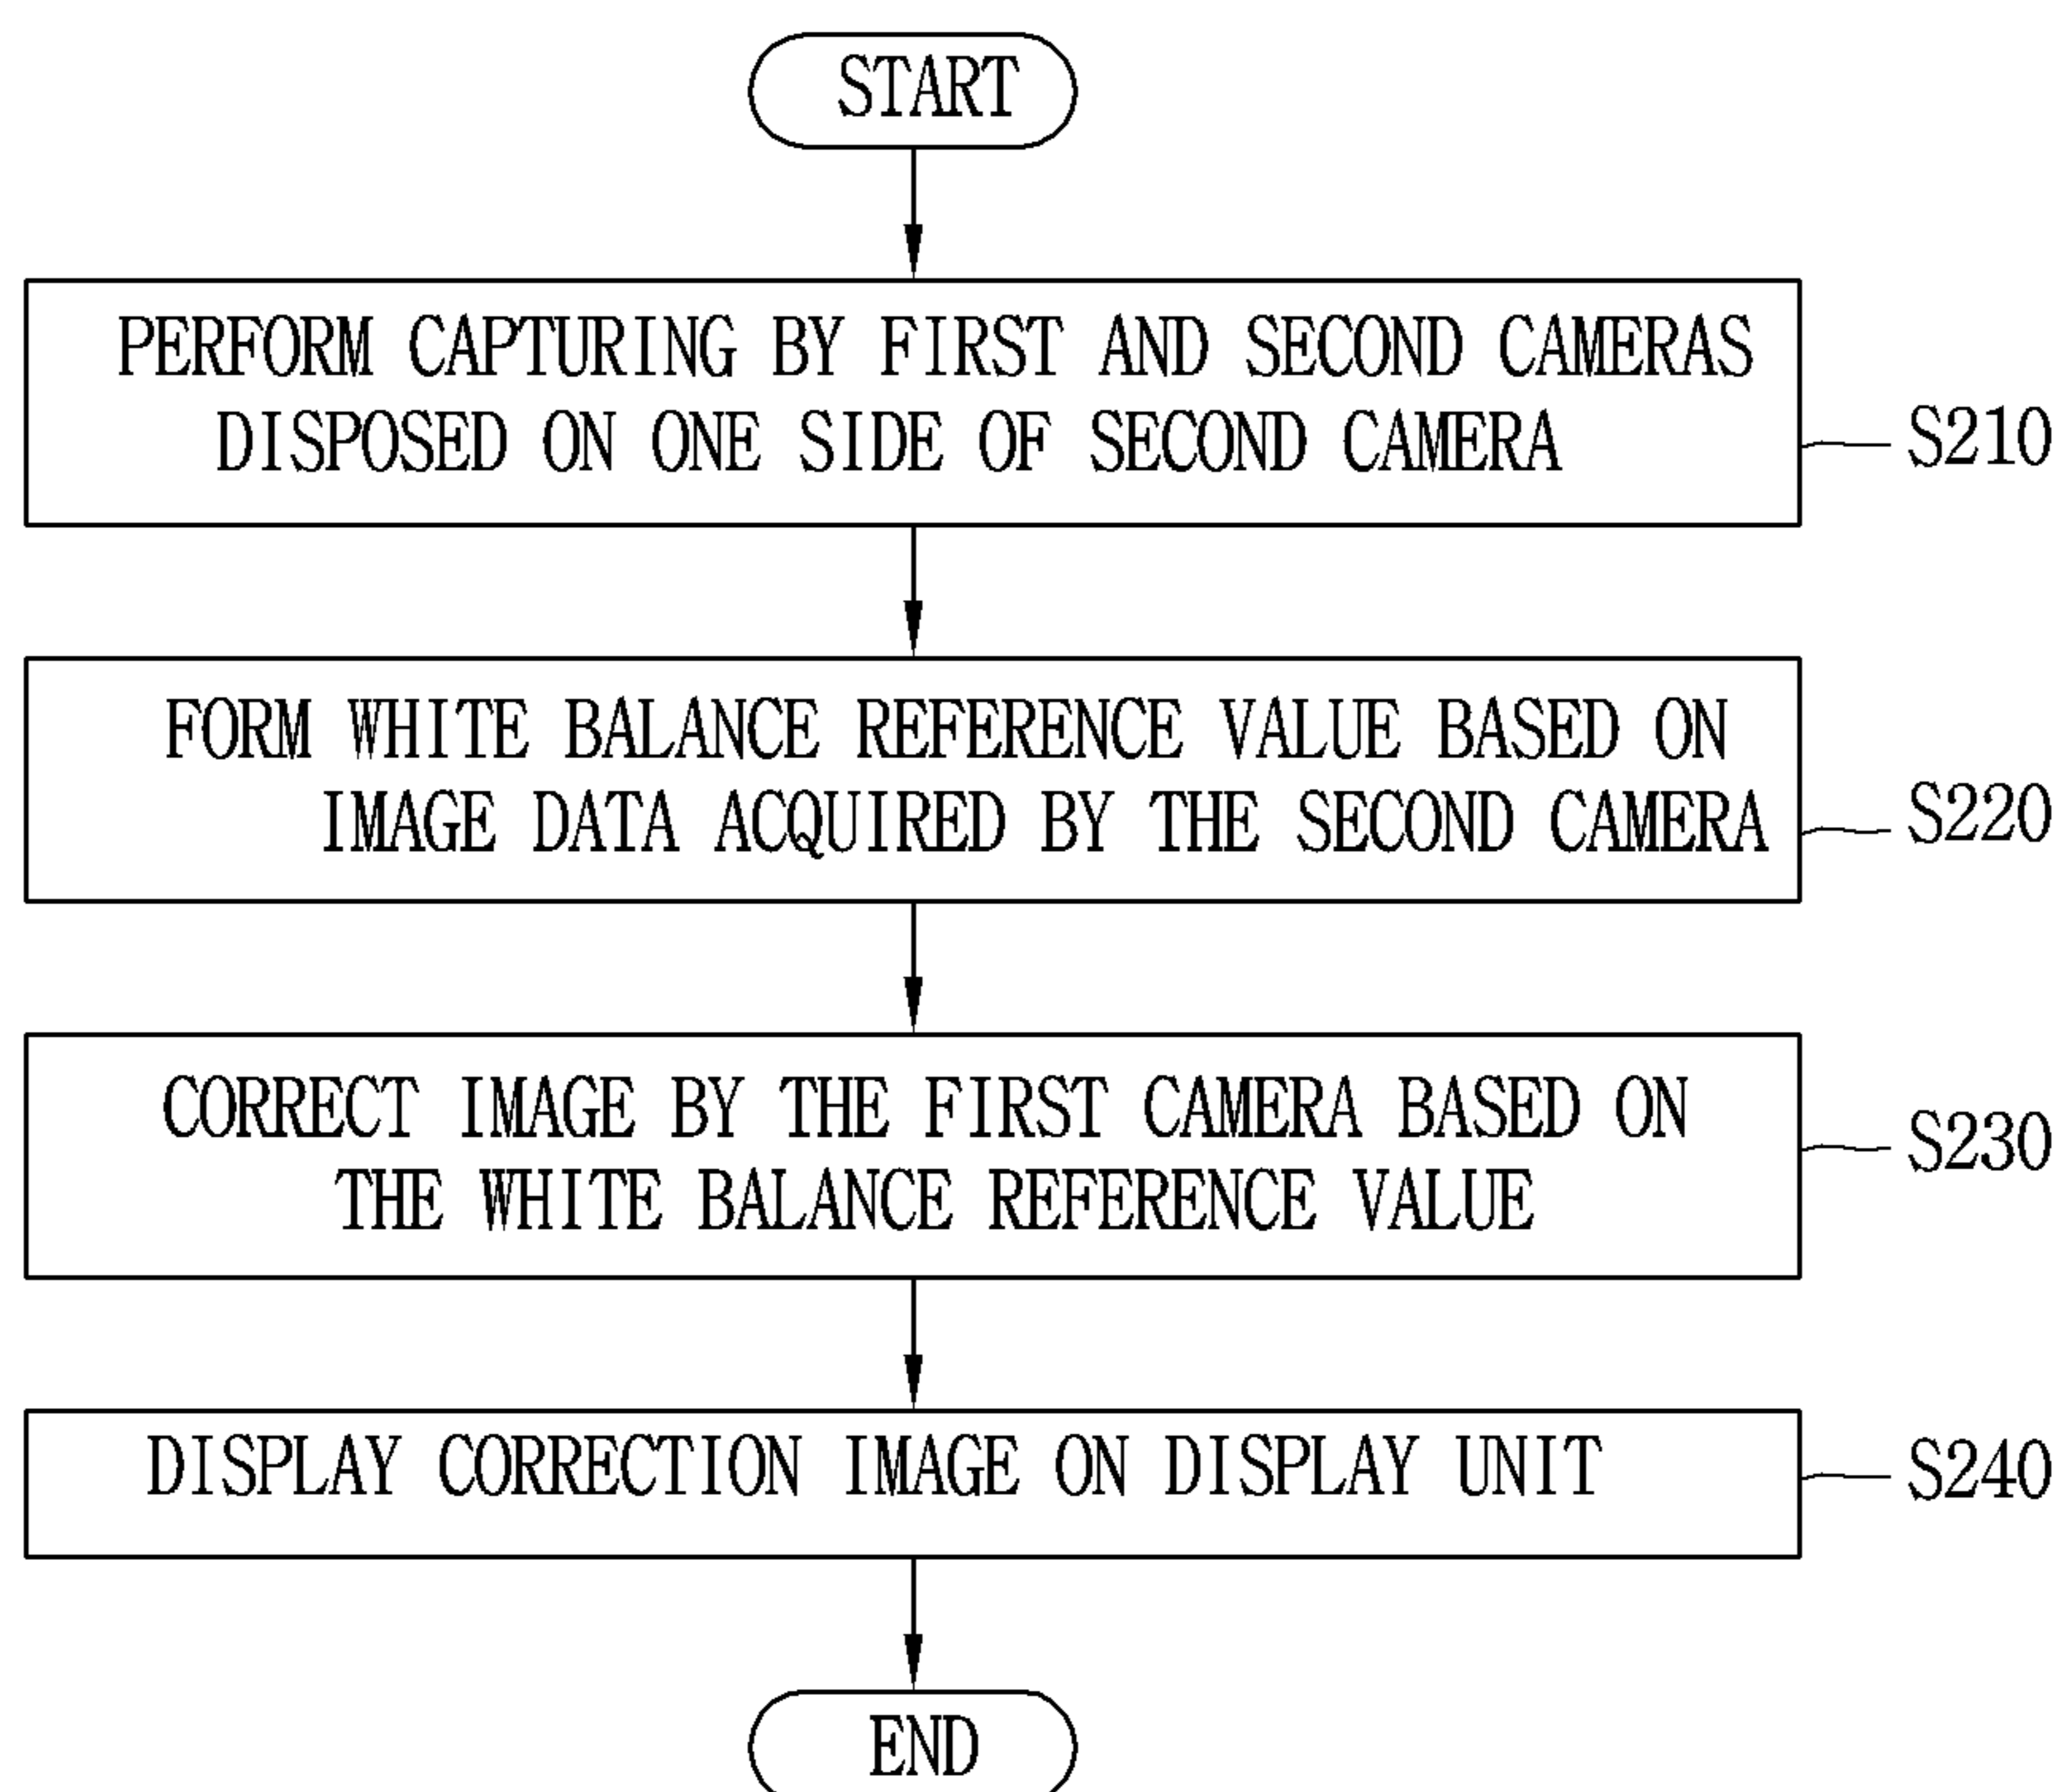 START
PERFORM CAPTURING BY FIRST AND SECOND CAMERAS
DISPOSED ON ONE SIDE OF SECOND CAMERA
S210
FORM WHITE BALANCE REFERENCE VALUE BASED ON
IMAGE DATA ACQUIRED BY THE SECOND CAMERA
S220
CORRECT IMAGE BY THE FIRST CAMERA BASED ON
THE WHITE BALANCE REFERENCE VALUE
S230
DISPLAY CORRECTION IMAGE ON DISPLAY UNIT
S240
END